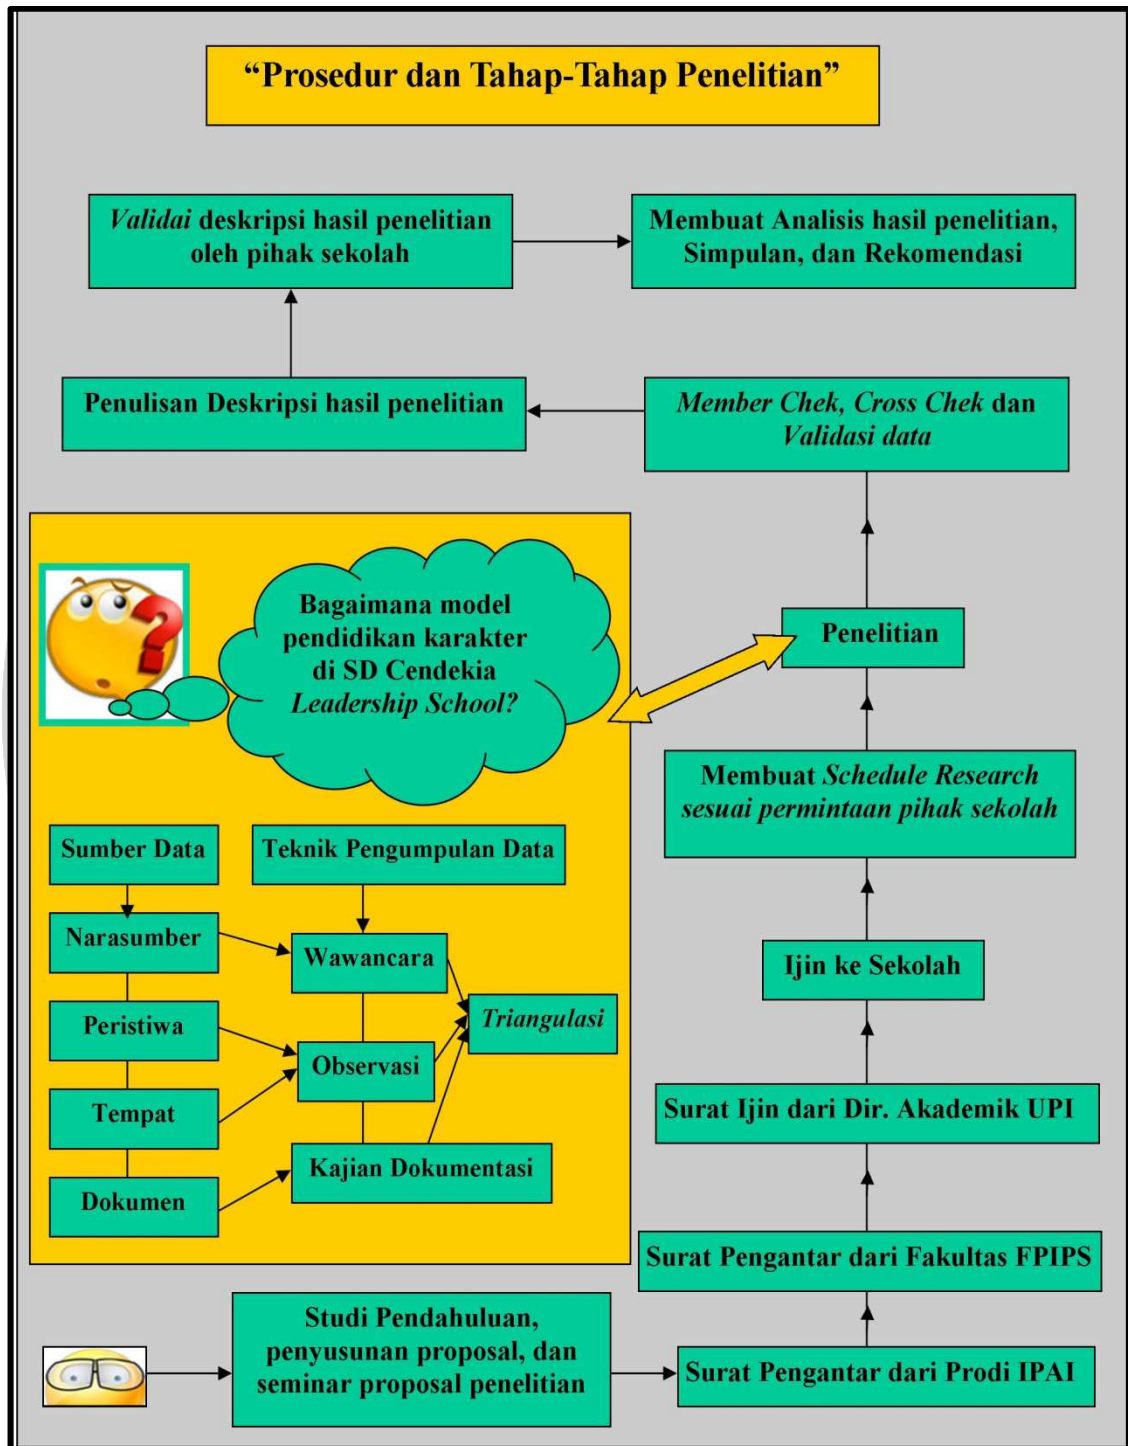 “Prosedur dan Tahap-Tahap Penelitian”
Validai deskripsi hasil penelitian
oleh pihak sekolah
Membuat Analisis hasil penelitian,
Simpulan, dan Rekomendasi
Penulisan Deskripsi hasil penelitian
Member Chek, Cross Chek dan
Validasi data
Bagaimana model
pendidikan karakter
di SD Cendekia
Leadership School?
Penelitian
Membuat Schedule Research
sesuai permintaan pihak sekolah
Sumber Data
Teknik Pengumpulan Data
Narasumber
Wawancara
Peristiwa
Triangulasi
Observasi
Tempat
Kajian Dokumentasi
Dokumen
Ijin ke Sekolah
Surat Ijin dari Dir. Akademik UPI
Surat Pengantar dari Fakultas FPIPS
Studi Pendahuluan,
penyusunan proposal, dan
seminar proposal penelitian
Surat Pengantar dari Prodi IPAI